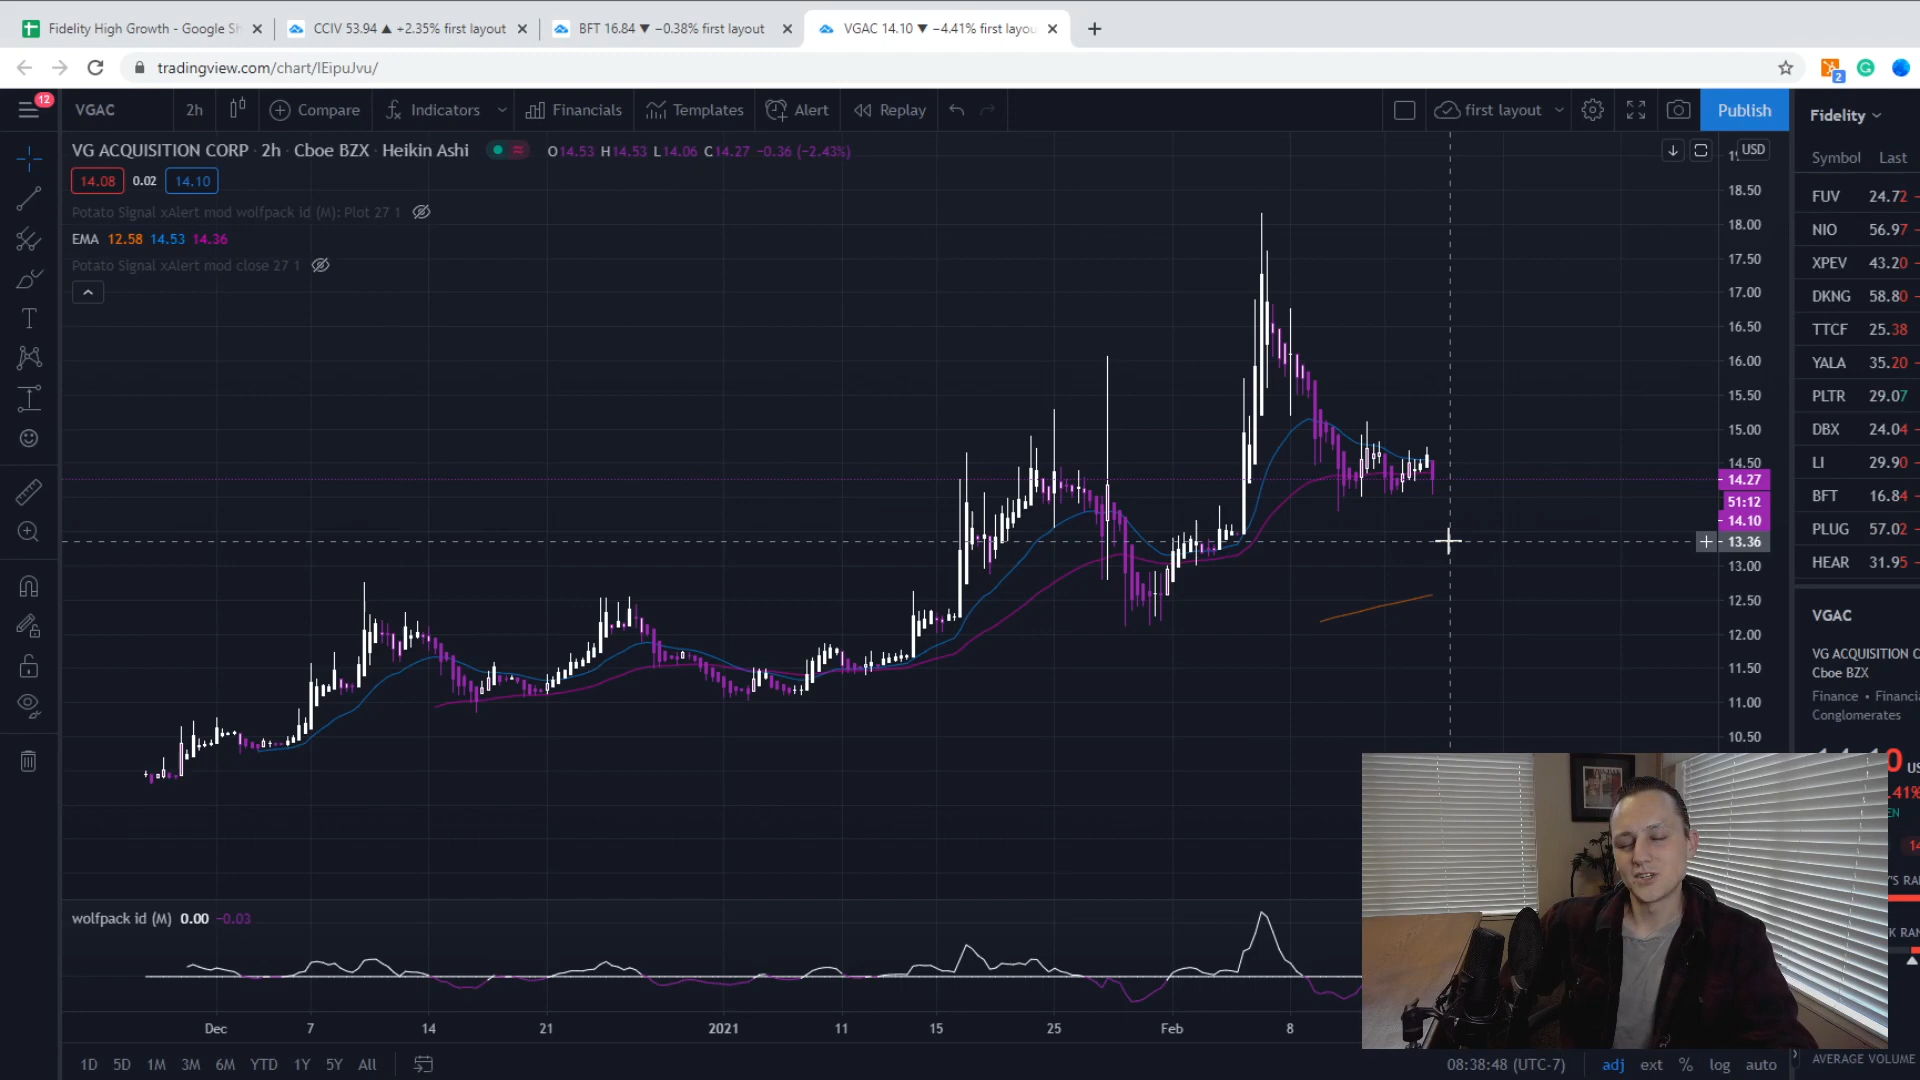 Fidelity High Growth - Google Sh
CCIV 53.94 ▲ +2.35% first layout
BFT 16.84 ▼ −0.38% first layout
VGAC 14.10 ▼ −4.41% first layou
tradingview.com/chart/lEipuJvu/
2
12
VGAC
2h
Compare
Indicators
Financials
Templates
Alert
Replay
first layout
Publish
Fidelity
VG ACQUISITION CORP · 2h · Cboe BZX · Heikin Ashi
O14.53 H14.53 L14.06 C14.27 −0.36 (−2.43%)
USD
Symbol Last
14.08 0.02 14.10
Potato Signal xAlert mod wolfpack id (M): Plot 27 1
EMA 12.58 14.53 14.36
Potato Signal xAlert mod close 27 1
18.50
18.00
17.50
17.00
16.50
16.00
15.50
15.00
14.50
14.27
51:12
14.10
13.36
13.00
12.50
12.00
11.50
11.00
10.50
FUV 24.72
NIO 56.97
XPEV 43.20
DKNG 58.80
TTCF 25.38
YALA 35.20
PLTR 29.07
DBX 24.04
LI 29.90
BFT 16.84
PLUG 57.02
HEAR 31.95
VGAC
VG ACQUISITION C
Cboe BZX
Finance • Financia
Conglomerates
US
.41%
EN
14
'S RA
K RAN
AVERAGE VOLUME
wolfpack id (M) 0.00 −0.03
Dec 7 14 21 2021 11 15 25 Feb 8
1D 5D 1M 3M 6M YTD 1Y 5Y All
08:38:48 (UTC-7)
adj ext % log auto